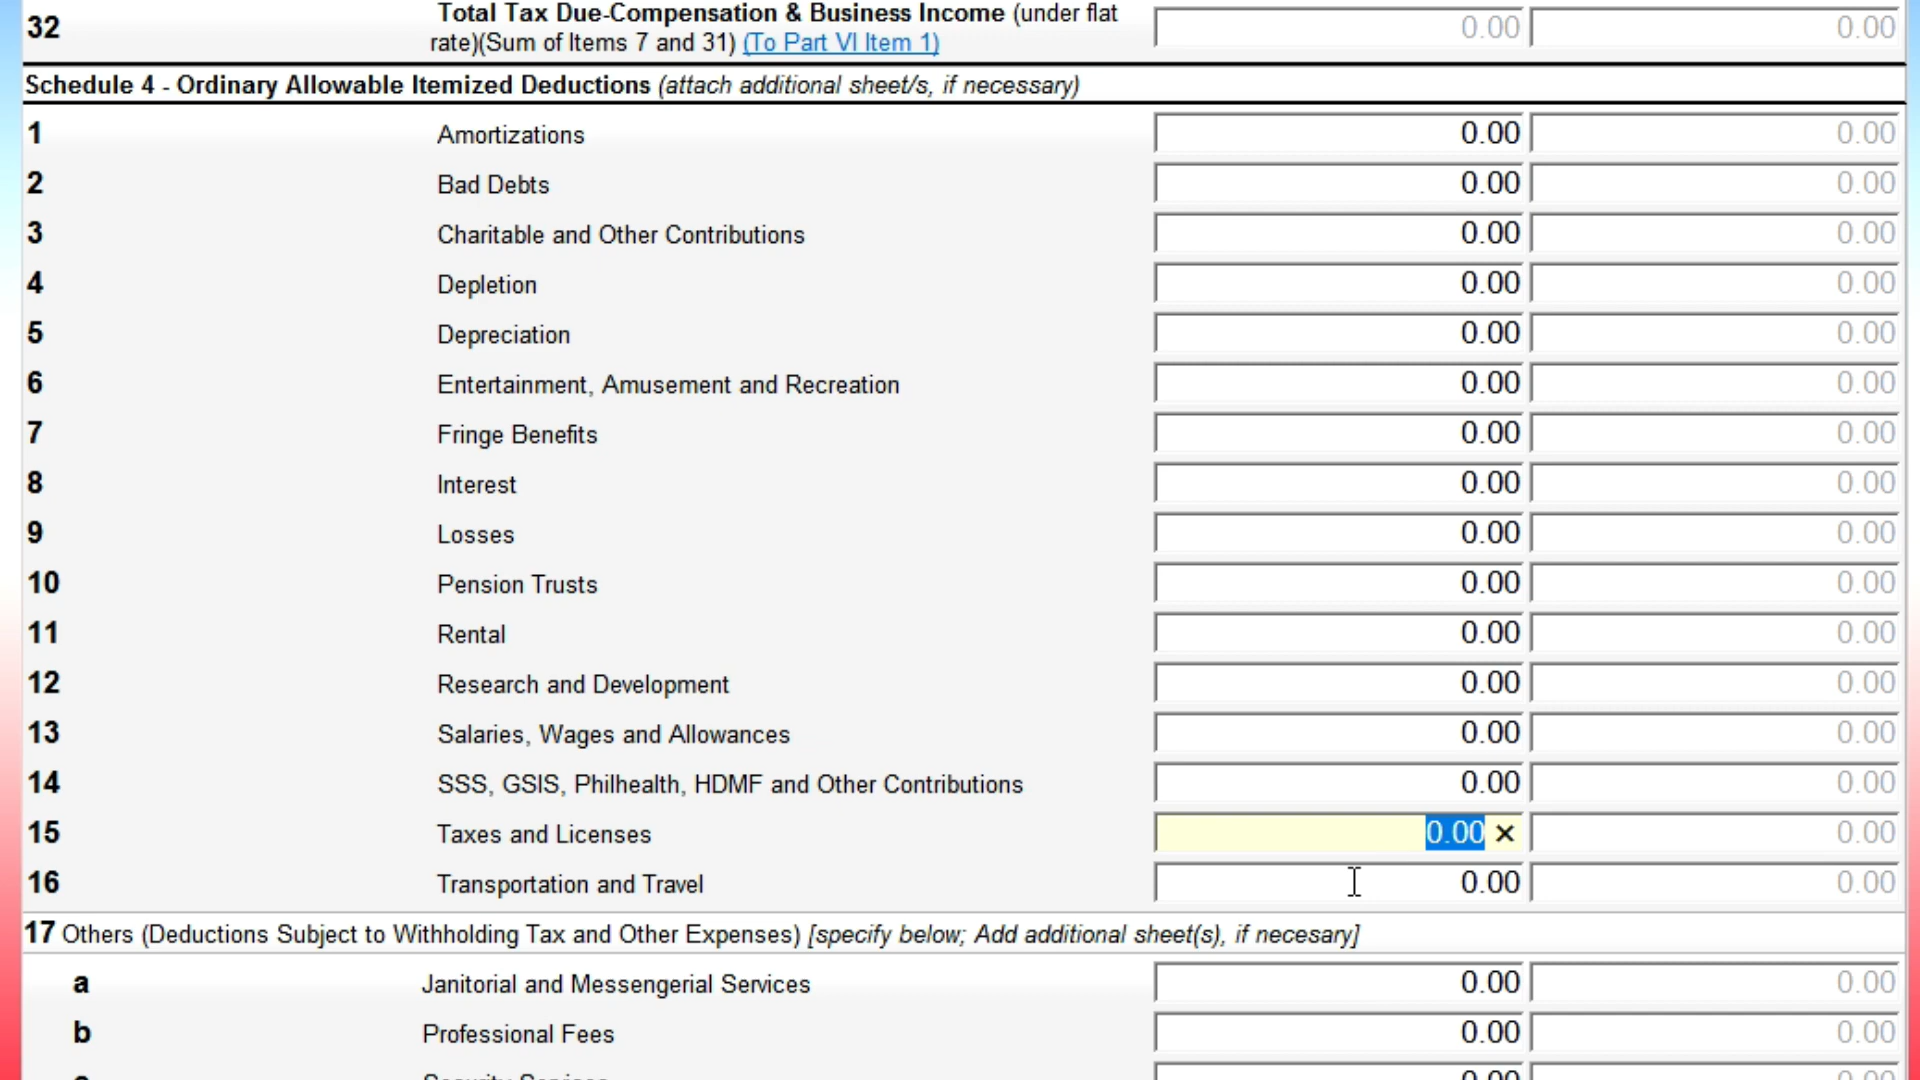 32 Total Tax Due-Compensation & Business Income (under flat 0.00 0.00
rate)(Sum of Items 7 and 31) (To Part VI Item 1)
Schedule 4 - Ordinary Allowable Itemized Deductions (attach additional sheet/s, if necessary)
1 Amortizations 0.00 0.00
2 Bad Debts 0.00 0.00
3 Charitable and Other Contributions 0.00 0.00
4 Depletion 0.00 0.00
5 Depreciation 0.00 0.00
6 Entertainment, Amusement and Recreation 0.00 0.00
7 Fringe Benefits 0.00 0.00
8 Interest 0.00 0.00
9 Losses 0.00 0.00
10 Pension Trusts 0.00 0.00
11 Rental 0.00 0.00
12 Research and Development 0.00 0.00
13 Salaries, Wages and Allowances 0.00 0.00
14 SSS, GSIS, Philhealth, HDMF and Other Contributions 0.00 0.00
15 Taxes and Licenses 0.00 0.00
16 Transportation and Travel 0.00 0.00
17 Others (Deductions Subject to Withholding Tax and Other Expenses) [specify below; Add additional sheet(s), if necesary]
a Janitorial and Messengerial Services 0.00 0.00
b Professional Fees 0.00 0.00